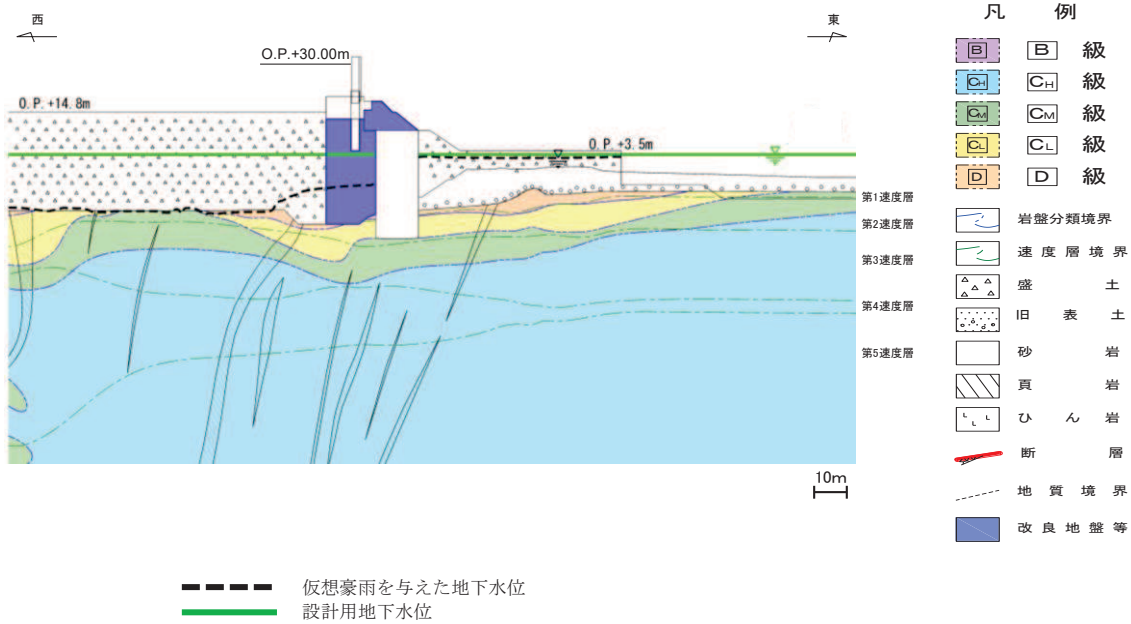 西
東
O.P.+30.00m
O.P.+14.8m
O.P.+3.5m
第1速度層
第2速度層
第3速度層
第4速度層
第5速度層
10m
凡 例
B B 級
CH CH 級
CM CM 級
CL CL 級
D D 級
岩盤分類境界
速度層境界
盛土
旧表土
砂岩
頁岩
ひん岩
断層
地質境界
改良地盤等
仮想豪雨を与えた地下水位
設計用地下水位